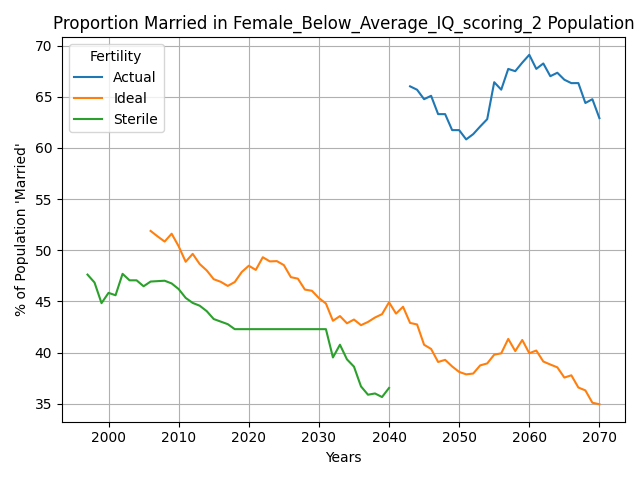 Proportion Married in Female_Below_Average_IQ_scoring_2 Population
% of Population 'Married'
70
65
60
55
50
45
40
35
Fertility
Actual
Ideal
Sterile
2000 2010 2020 2030 2040 2050 2060 2070
Years